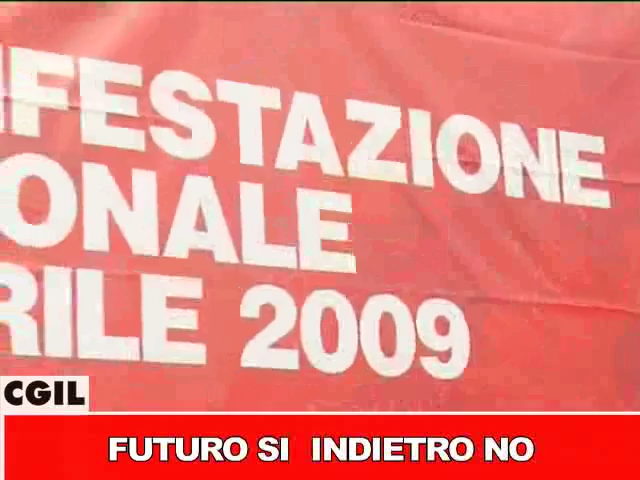 IFESTAZIONE
ONALE
RILE 2009
CGIL
FUTURO SI INDIETRO NO